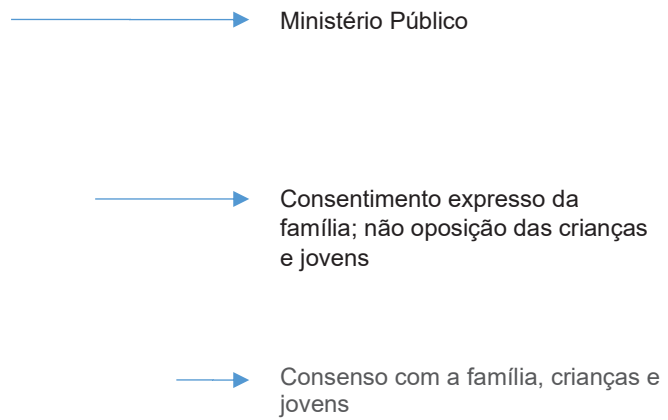 Ministério Público
Consentimento expresso da
família; não oposição das crianças
e jovens
Consenso com a família, crianças e
jovens